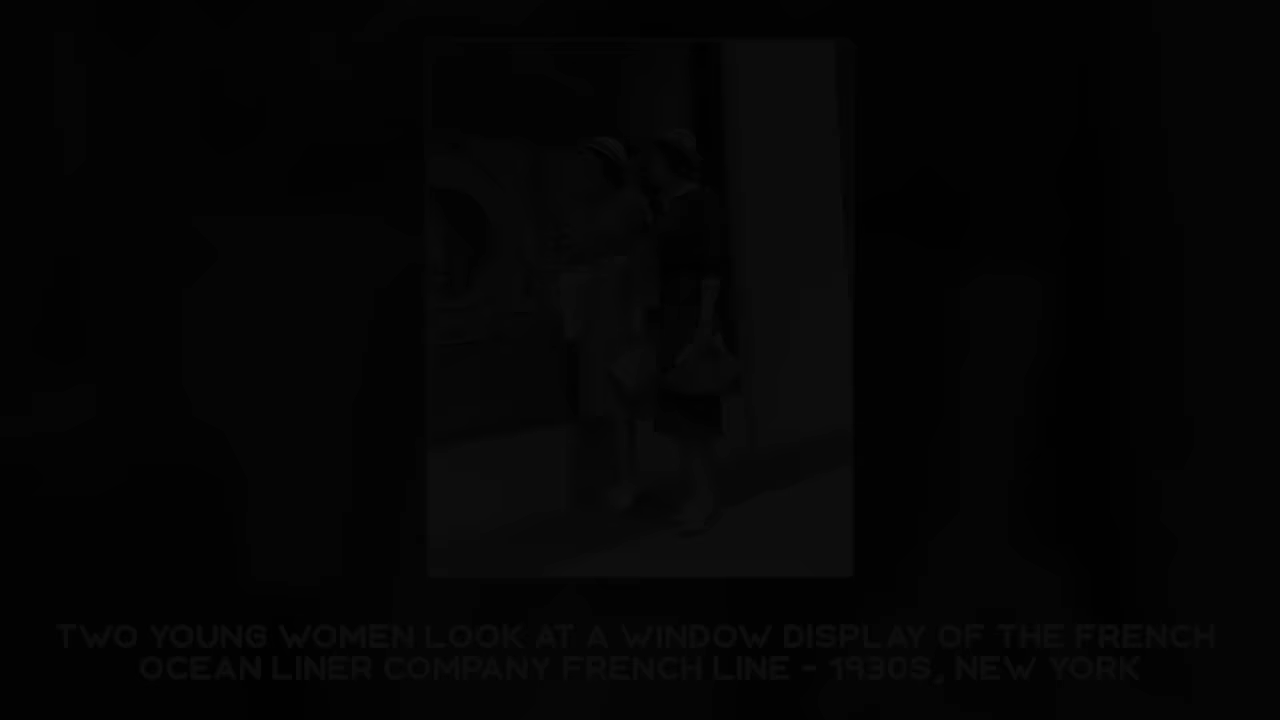 TWO YOUNG WOMEN LOOK AT A WINDOW DISPLAY OF THE FRENCH
OCEAN LINER COMPANY FRENCH LINE - 1930S, NEW YORK